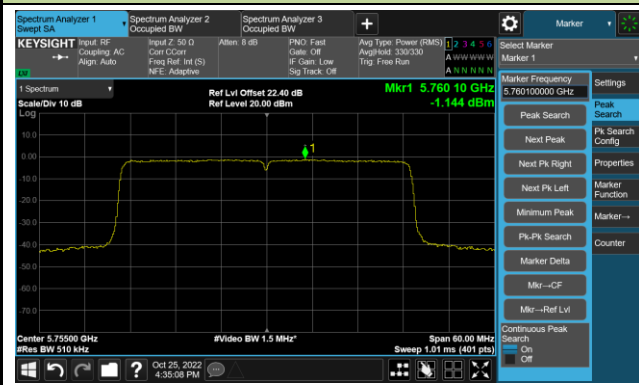 Spectrum Analyzer 1
Swept SA
Spectrum Analyzer 2
Occupied BW
Spectrum Analyzer 3
Occupied BW
Marker
KEYSIGHT
Input: RF
Coupling: AC
Align: Auto
Input Z: 50 Ω
Corr CCorr
Freq Ref: Int (S)
NFE: Adaptive
Atten: 8 dB
PNO: Fast
Gate: Off
IF Gain: Low
Sig Track: Off
Avg Type: Power (RMS)
Avg|Hold: 330/330
Trig: Free Run
1 2 3 4 5 6
A W W W W W
A N N N N N
Select Marker
Marker 1
1 Spectrum
Ref Lvl Offset 22.40 dB
Mkr1 5.760 10 GHz
Scale/Div 10 dB
Ref Level 20.00 dBm
-1.144 dBm
Log
10.0
0.00
-10.0
-20.0
-30.0
-40.0
-50.0
-60.0
-70.0
1
Center 5.75500 GHz
#Video BW 1.5 MHz*
Span 60.00 MHz
#Res BW 510 kHz
Sweep 1.01 ms (401 pts)
Marker Frequency
5.760100000 GHz
Peak Search
Next Peak
Next Pk Right
Next Pk Left
Minimum Peak
Pk-Pk Search
Marker Delta
Mkr→CF
Mkr→Ref Lvl
Continuous Peak
Search
On
Off
Settings
Peak
Search
Pk Search
Config
Properties
Marker
Function
Marker→
Counter
Oct 25, 2022
4:35:08 PM